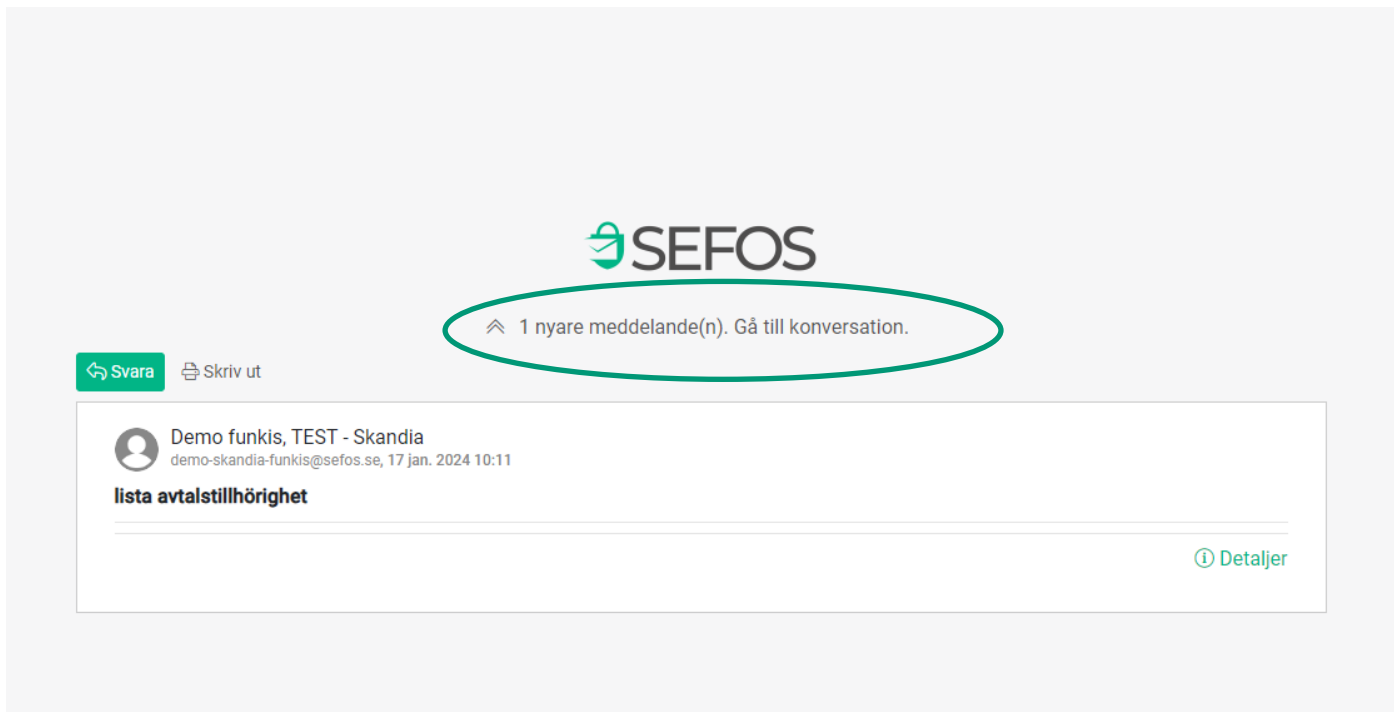 SEFOS
1 nyare meddelande(n). Gå till konversation.
Svara Skriv ut
Demo funkis, TEST - Skandia
demo-skandia-funkis@sefos.se, 17 jan. 2024 10:11
lista avtalstillhörighet
Detaljer